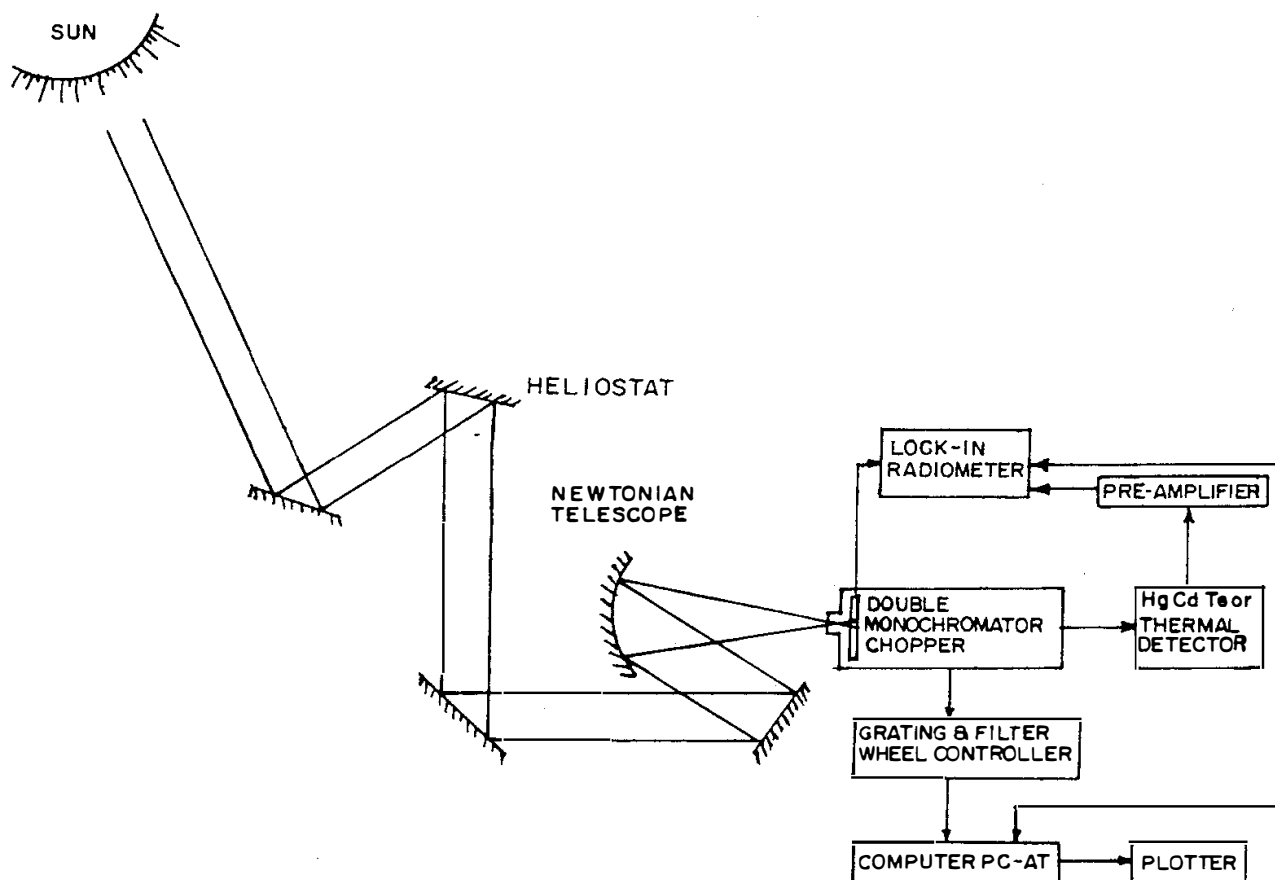 SUN
HELIOSTAT
NEWTONIAN
TELESCOPE
LOCK-IN
RADIOMETER
PRE-AMPLIFIER
DOUBLE
MONOCHROMATOR
CHOPPER
Hg Cd Te or
THERMAL
DETECTOR
GRATING & FILTER
WHEEL CONTROLLER
COMPUTER PC-AT
PLOTTER